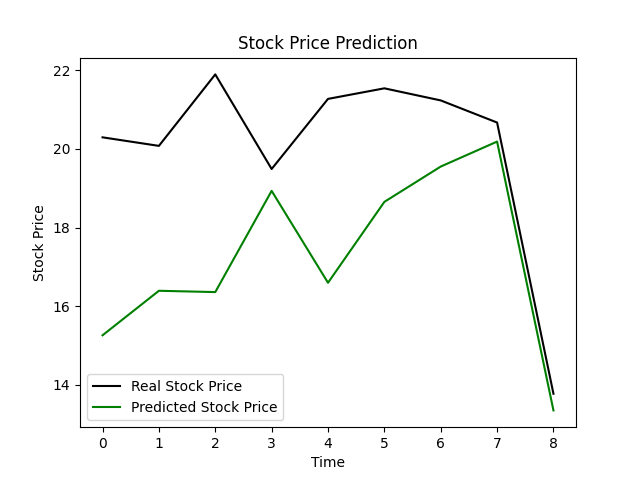 Stock Price Prediction
Stock Price
22
20
18
16
14
Real Stock Price
Predicted Stock Price
0 1 2 3 4 5 6 7 8
Time